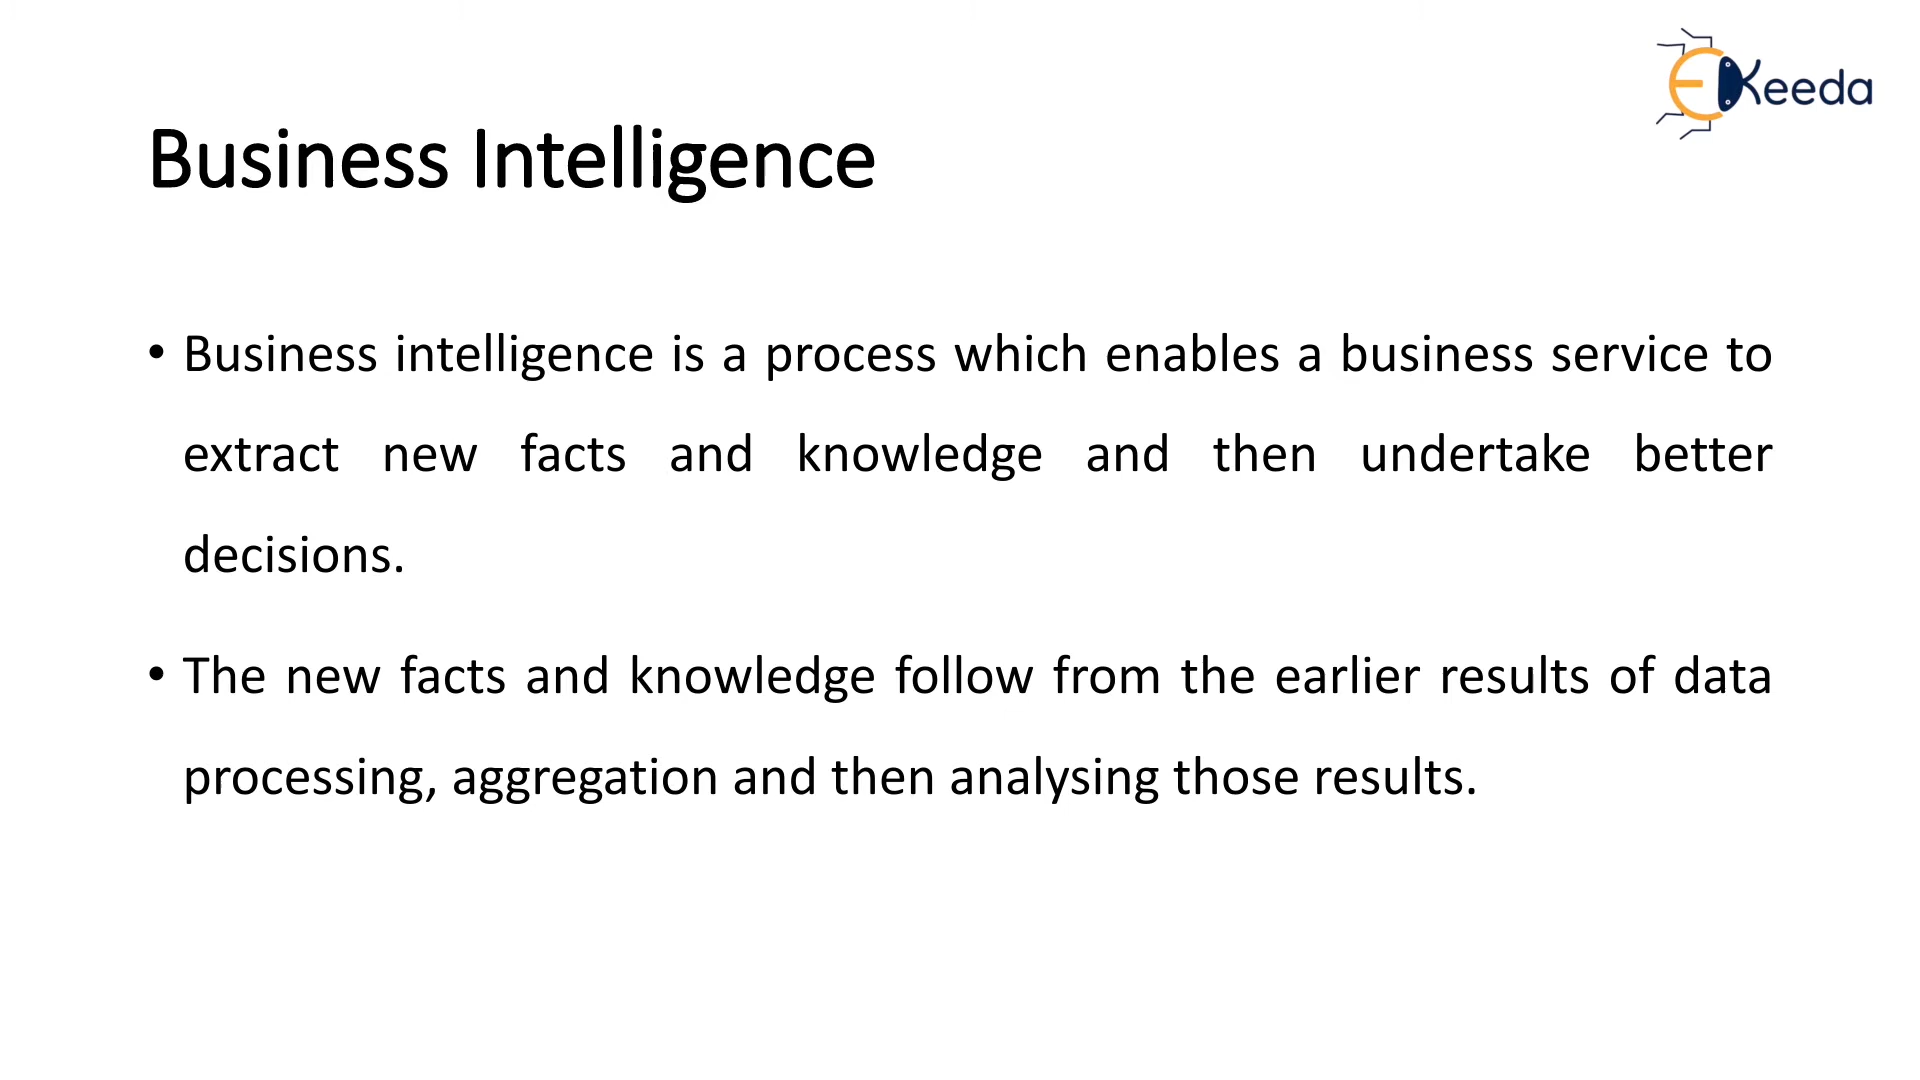 EKeeda
Business Intelligence
• Business intelligence is a process which enables a business service to
extract new facts and knowledge and then undertake better
decisions.
• The new facts and knowledge follow from the earlier results of data
processing, aggregation and then analysing those results.